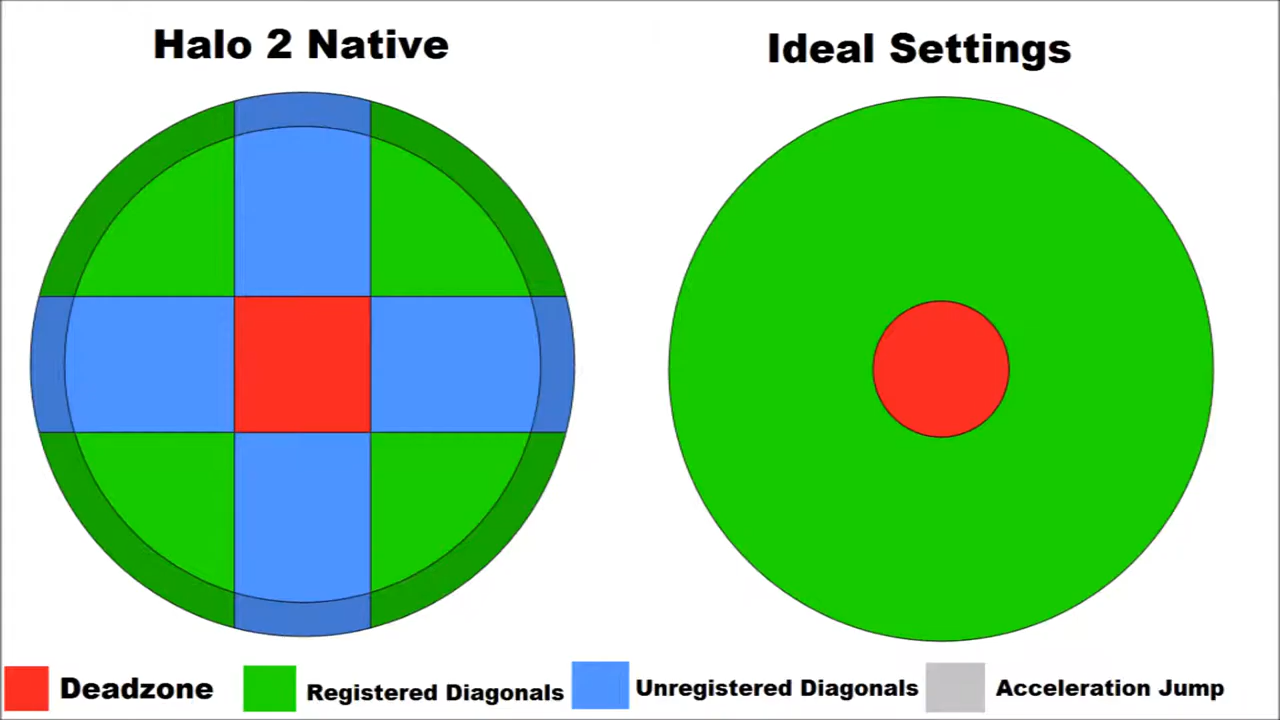 Halo 2 Native
Ideal Settings
Deadzone
Registered Diagonals
Unregistered Diagonals
Acceleration Jump